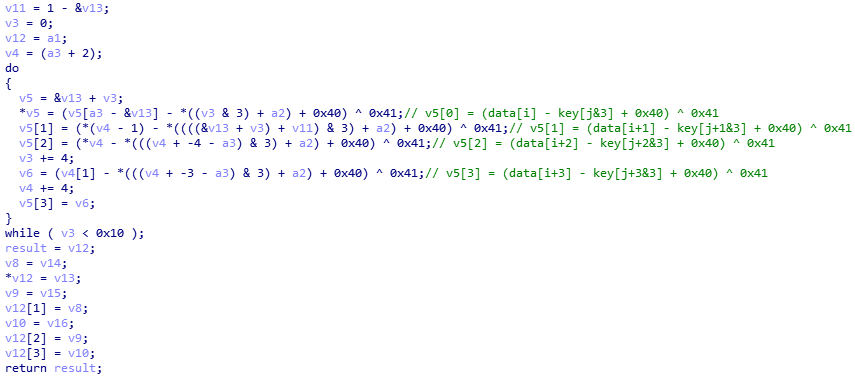 v11 = 1 - &v13;
v3 = 0;
v12 = a1;
v4 = (a3 + 2);
do
{
v5 = &v13 + v3;
*v5 = (v5[a3 - &v13] - *((v3 & 3) + a2) + 0x40) ^ 0x41;// v5[0] = (data[i] - key[j&3] + 0x40) ^ 0x41
v5[1] = (*(v4 - 1) - *((((&v13 + v3) + v11) & 3) + a2) + 0x40) ^ 0x41;// v5[1] = (data[i+1] - key[j+1&3] + 0x40) ^ 0x41
v5[2] = (*v4 - *(((v4 + -4 - a3) & 3) + a2) + 0x40) ^ 0x41;// v5[2] = (data[i+2] - key[j+2&3] + 0x40) ^ 0x41
v3 += 4;
v6 = (v4[1] - *(((v4 + -3 - a3) & 3) + a2) + 0x40) ^ 0x41;// v5[3] = (data[i+3] - key[j+3&3] + 0x40) ^ 0x41
v4 += 4;
v5[3] = v6;
}
while ( v3 < 0x10 );
result = v12;
v8 = v14;
*v12 = v13;
v9 = v15;
v12[1] = v8;
v10 = v16;
v12[2] = v9;
v12[3] = v10;
return result;